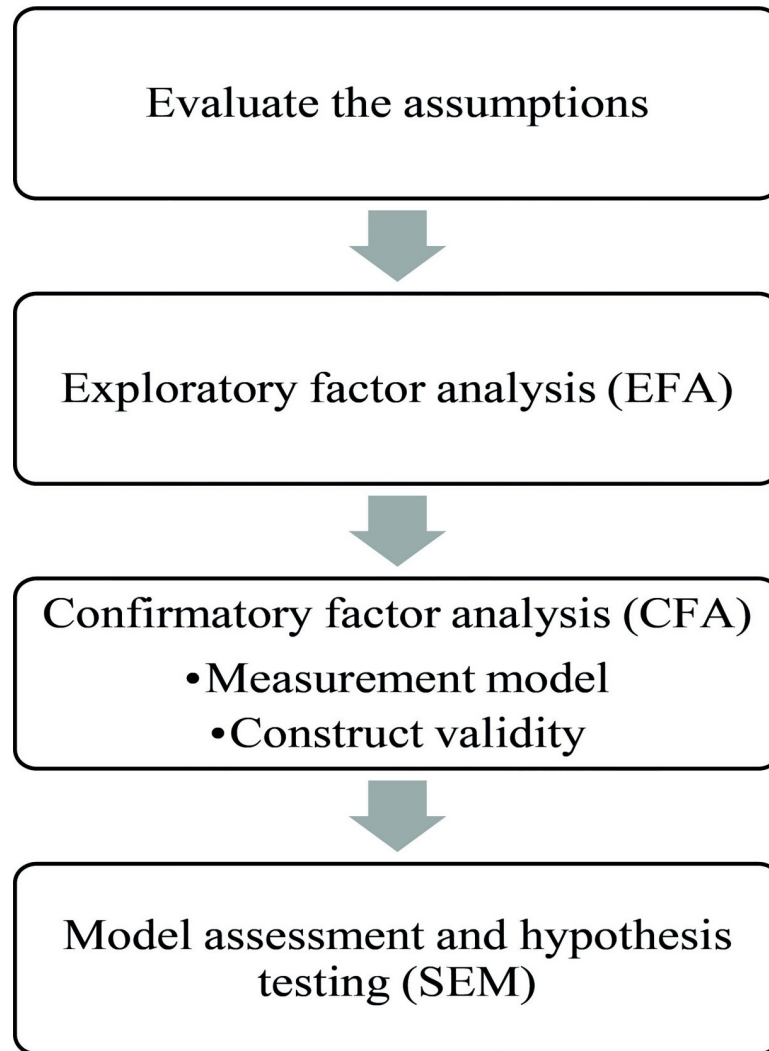 Evaluate the assumptions
Exploratory factor analysis (EFA)
Confirmatory factor analysis (CFA)
•Measurement model
•Construct validity
Model assessment and hypothesis
testing (SEM)